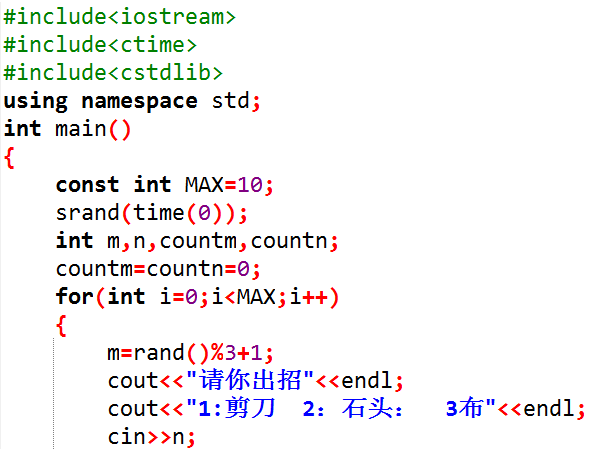 #include<iostream>
#include<ctime>
#include<cstdlib>
using namespace std;
int main()
{
    const int MAX=10;
    srand(time(0));
    int m,n,countm,countn;
    countm=countn=0;
    for(int i=0;i<MAX;i++)
    {
        m=rand()%3+1;
        cout<<"请你出招"<<endl;
        cout<<"1:剪刀  2：石头：  3布"<<endl;
        cin>>n;